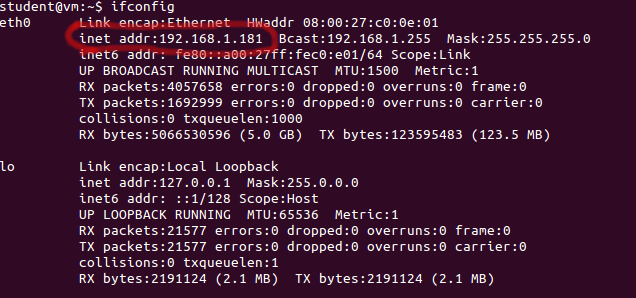 student@vm:~$ ifconfig
eth0 Link encap:Ethernet HWaddr 08:00:27:c0:0e:01
inet addr:192.168.1.181 Bcast:192.168.1.255 Mask:255.255.255.0
inet6 addr: fe80::a00:27ff:fec0:e01/64 Scope:Link
UP BROADCAST RUNNING MULTICAST MTU:1500 Metric:1
RX packets:4057658 errors:0 dropped:0 overruns:0 frame:0
TX packets:1692999 errors:0 dropped:0 overruns:0 carrier:0
collisions:0 txqueuelen:1000
RX bytes:5066530596 (5.0 GB) TX bytes:123595483 (123.5 MB)
lo Link encap:Local Loopback
inet addr:127.0.0.1 Mask:255.0.0.0
inet6 addr: ::1/128 Scope:Host
UP LOOPBACK RUNNING MTU:65536 Metric:1
RX packets:21577 errors:0 dropped:0 overruns:0 frame:0
TX packets:21577 errors:0 dropped:0 overruns:0 carrier:0
collisions:0 txqueuelen:1
RX bytes:2191124 (2.1 MB) TX bytes:2191124 (2.1 MB)